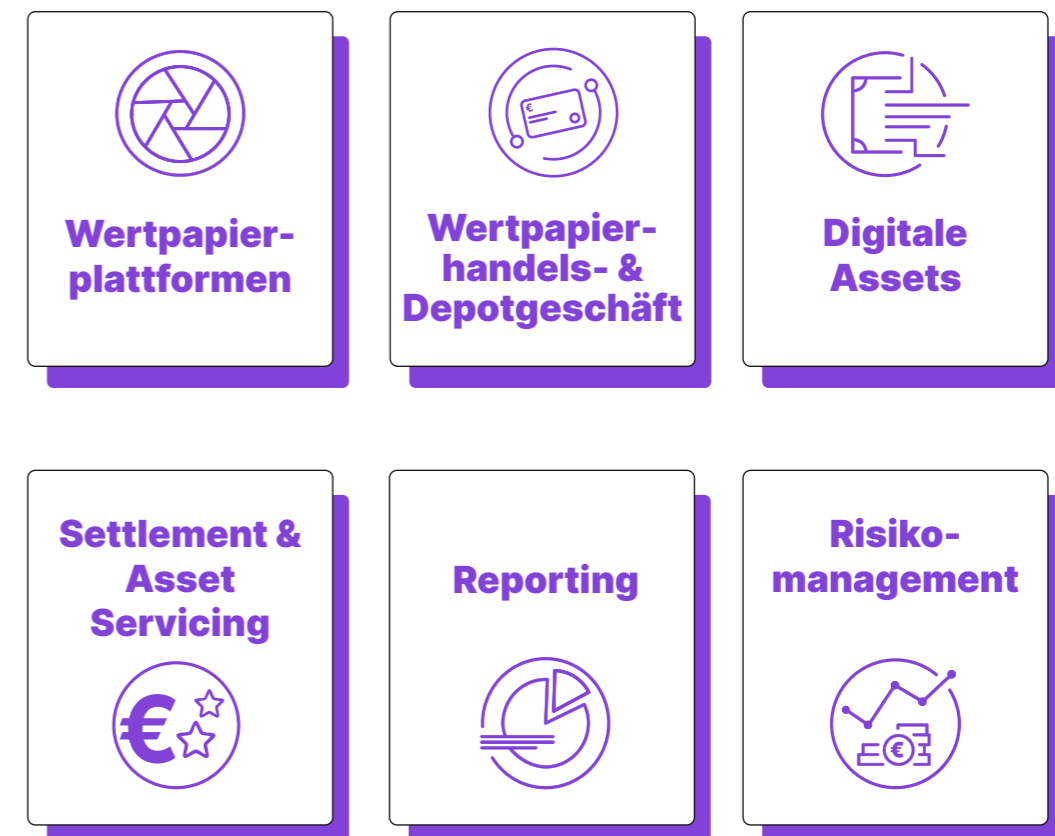 Wertpapier-
plattformen
€
Wertpapier-
handels- &
Depotgeschäft
Digitale
Assets
Settlement &
Asset
Servicing
€
Reporting
Risiko-
management
€